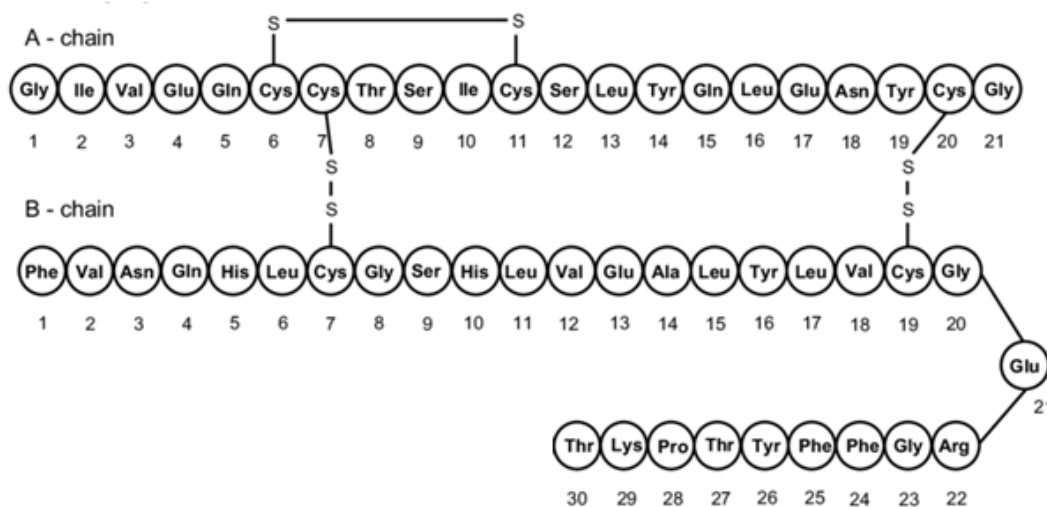 S S
A - chain
Gly Ile Val Glu Gln Cys Cys Thr Ser Ile Cys Ser Leu Tyr Gln Leu Glu Asn Tyr Cys Gly
1 2 3 4 5 6 7 8 9 10 11 12 13 14 15 16 17 18 19 20 21
S S
S S
B - chain
Phe Val Asn Gln His Leu Cys Gly Ser His Leu Val Glu Ala Leu Tyr Leu Val Cys Gly
1 2 3 4 5 6 7 8 9 10 11 12 13 14 15 16 17 18 19 20
Glu
21
Thr Lys Pro Thr Tyr Phe Phe Gly Arg
30 29 28 27 26 25 24 23 22